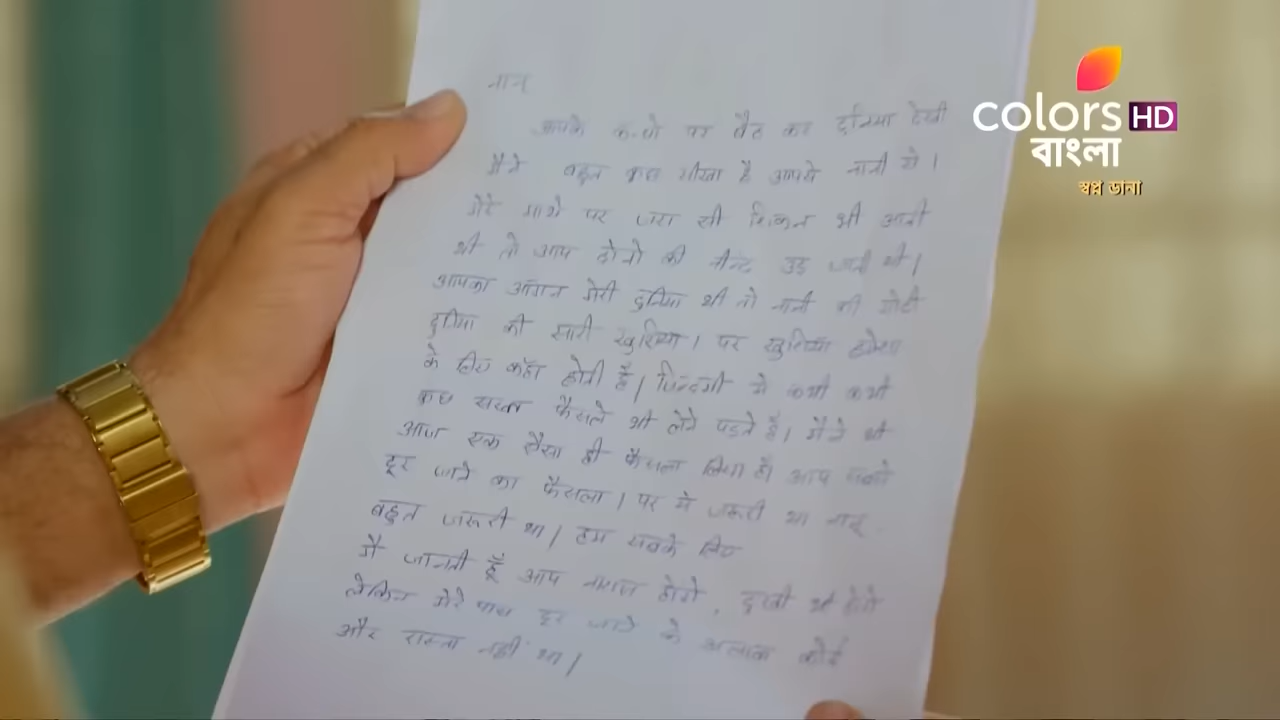 नानू
आपके कन्धो पर बैठ कर दुनिया देखी
मैने बहुत कुछ सीखा है आपसे नानी से।
मेरे माथे पर जरा सी शिकन भी आती
थी तो आप दोनो की नीन्द उड जाती थी।
आपका आँगन मेरी दुनिया थी तो नानी की गोदी
दुनिया की सारी खुशिया। पर खुशिया हमेशा
के लिए कहाँ होती है। जिन्दगी मे कभी कभी
कुछ सख्त फैसले भी लेने पड़ते है। मैने भी
आज एक ऐसा ही फैसला लिया है। आप सबसे
दूर जाने का फैसला। पर ये जरूरी था नानू.
बहुत जरूरी था। हम सबके लिए
मै जानती हूँ आप नाराज होगे, दुखी भी होगे
लेकिन मेरे पास दूर जाने के अलावा कोई
और रास्ता नहीं था।
colors HD
বাংলা
স্বপ্ন ডানা